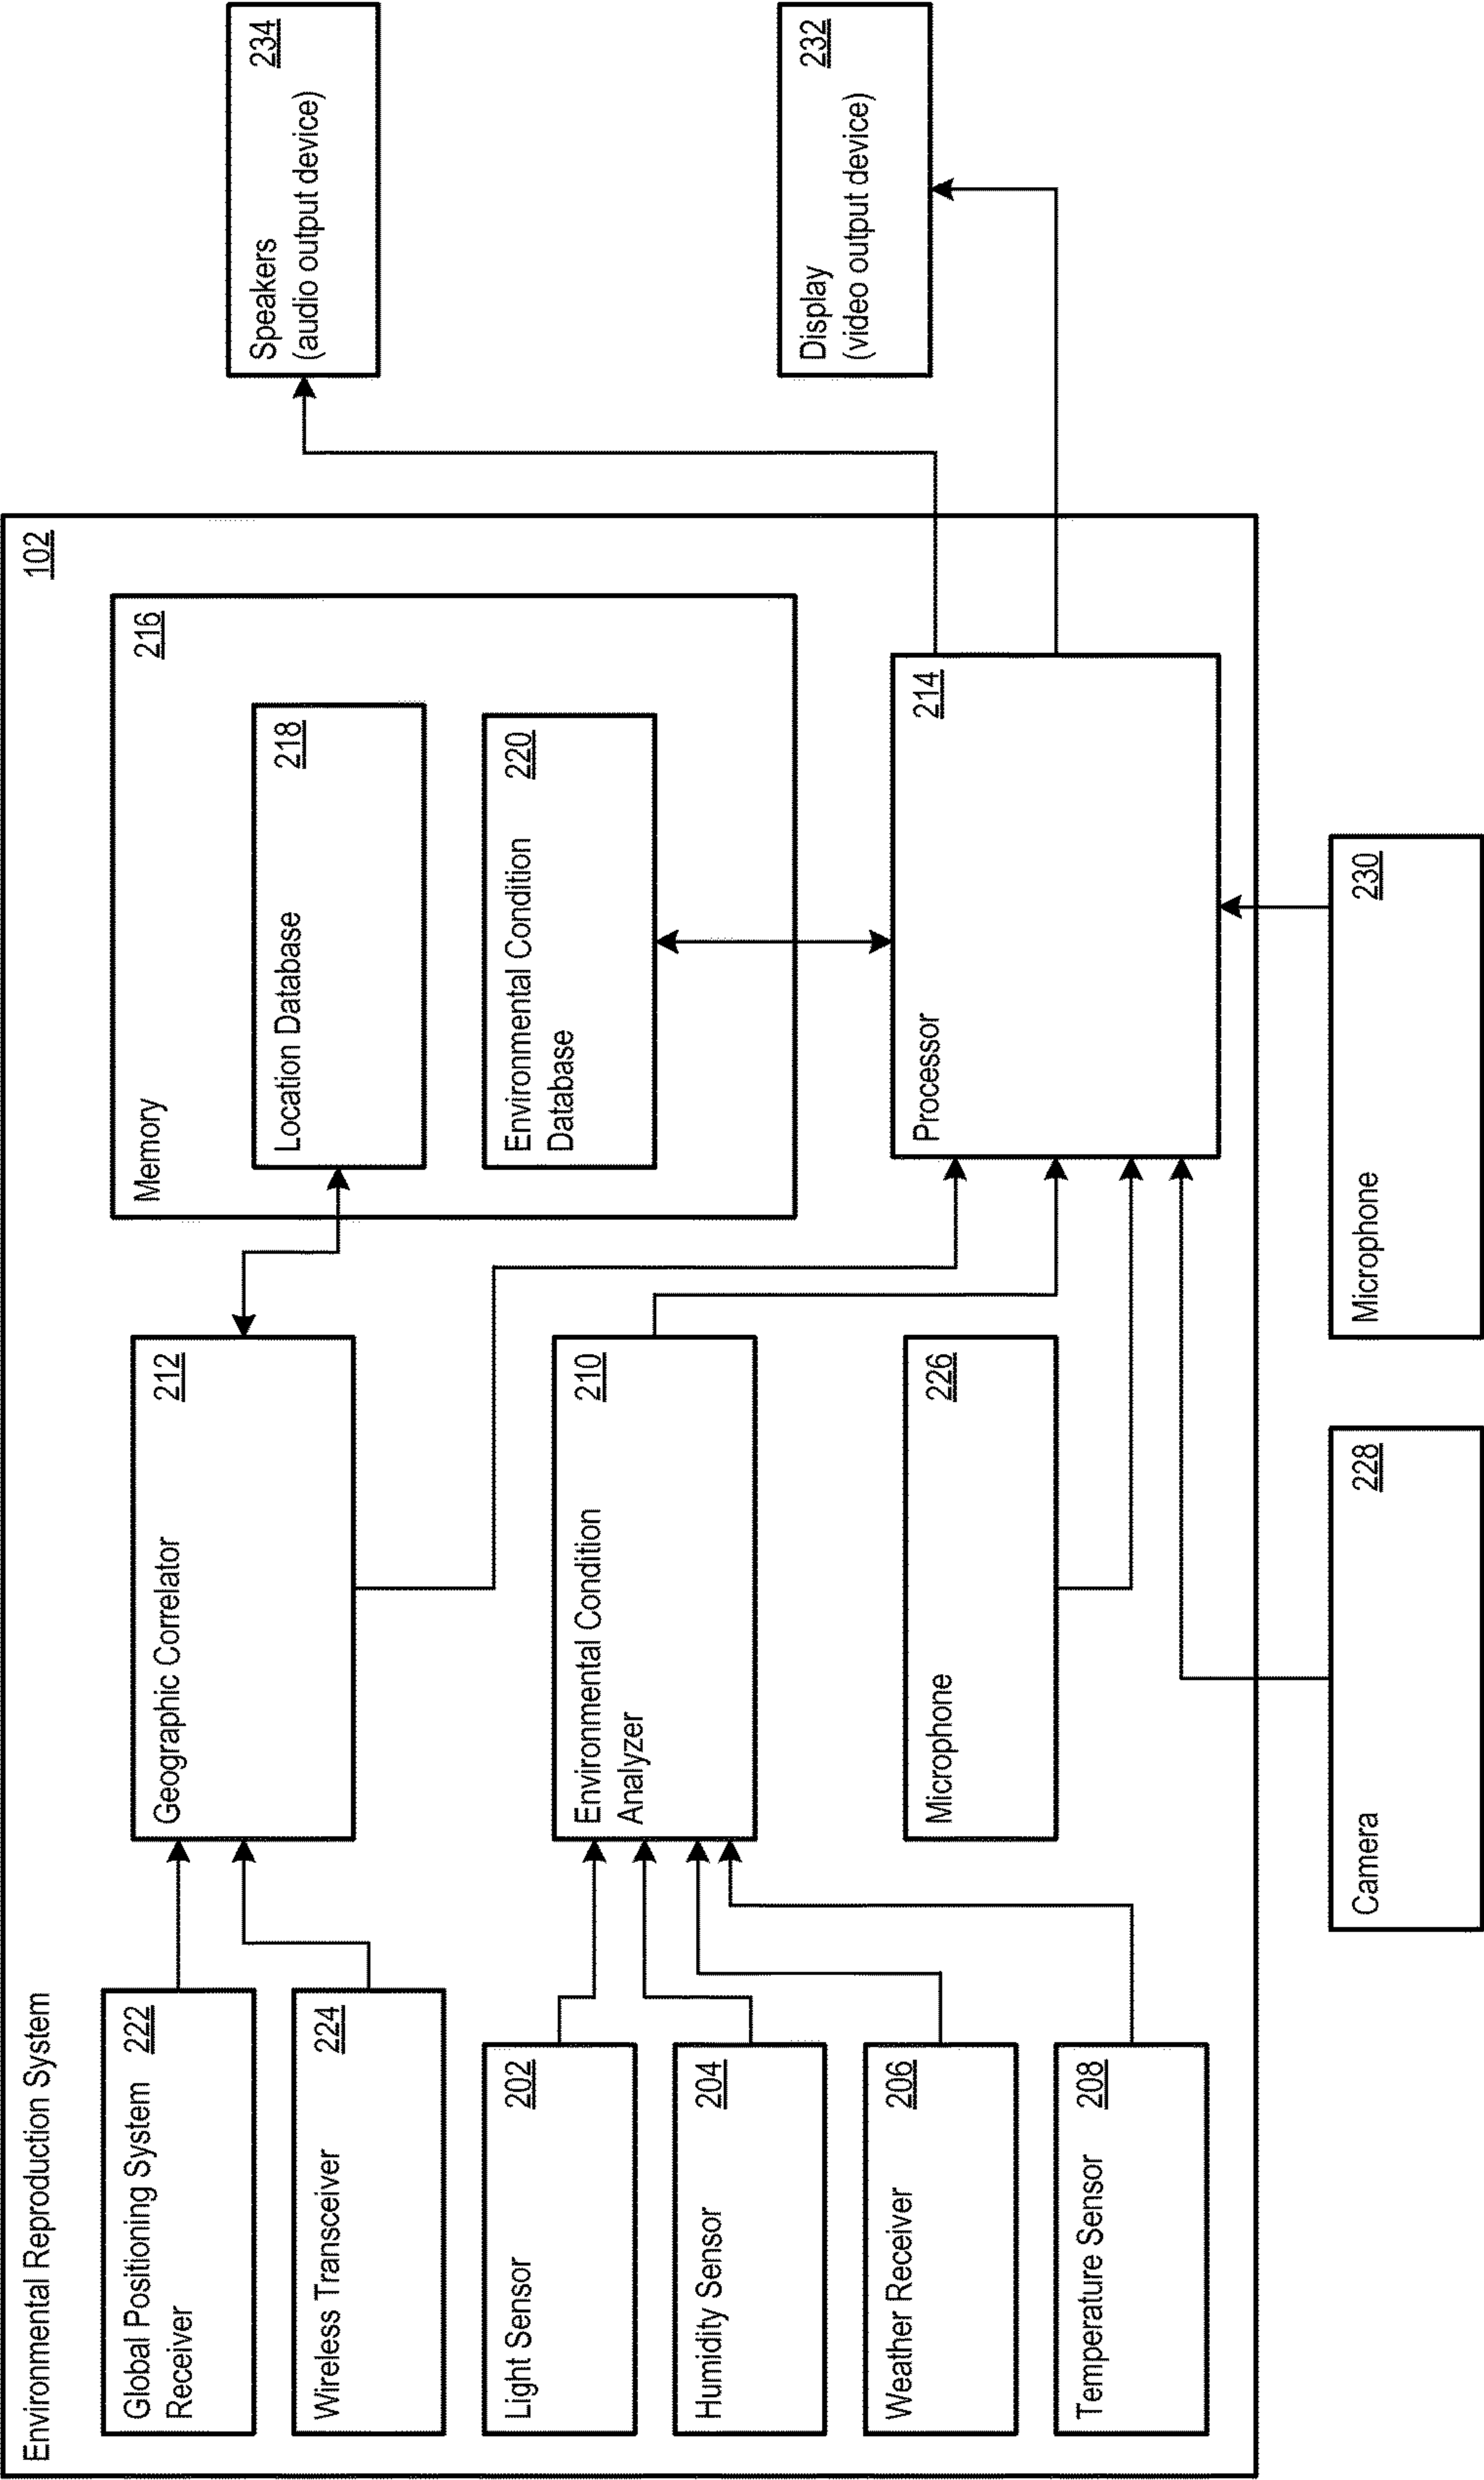 Environmental Reproduction System
102
Global Positioning System
Receiver
222
Wireless Transceiver
224
Light Sensor
202
Humidity Sensor
204
Weather Receiver
206
Temperature Sensor
208
Geographic Correlator
212
Environmental Condition
Analyzer
210
Microphone
226
Memory
216
Location Database
218
Environmental Condition
Database
220
Processor
214
Camera
228
Microphone
230
Speakers
(audio output device)
234
Display
(video output device)
232